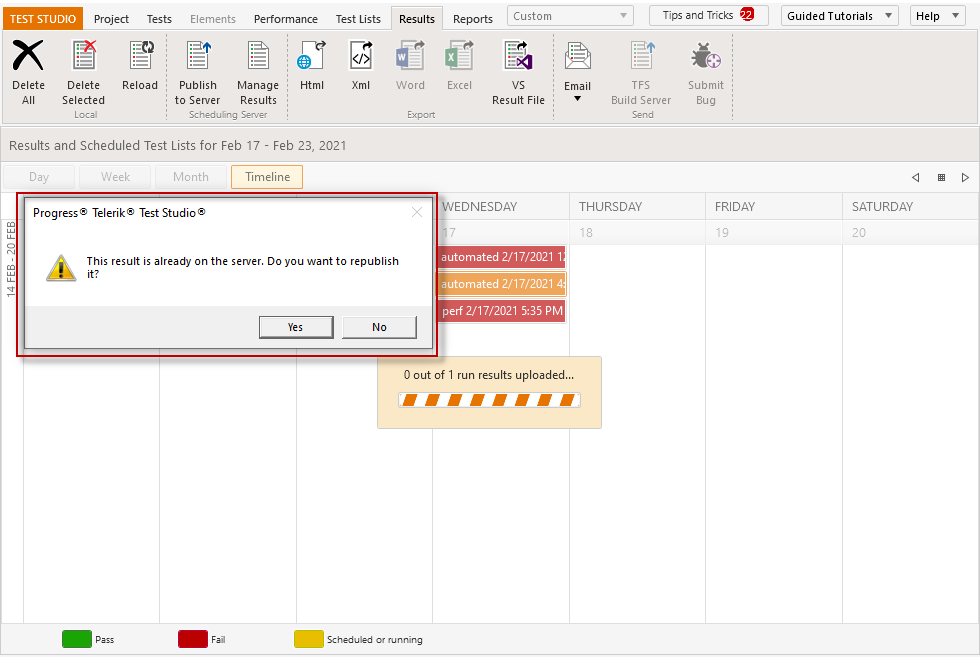 TEST STUDIO Project Tests Elements Performance Test Lists Results Reports Custom Tips and Tricks 22 Guided Tutorials Help
Delete All
Delete Selected
Reload
Local
Publish to Server
Manage Results
Scheduling Server
Html
Xml
Word
Excel
VS Result File
Export
Email
TFS Build Server
Submit Bug
Send
Results and Scheduled Test Lists for Feb 17 - Feb 23, 2021
Day Week Month Timeline
WEDNESDAY THURSDAY FRIDAY SATURDAY
17 18 19 20
14 FEB - 20 FEB
Progress® Telerik® Test Studio®
This result is already on the server. Do you want to republish
it?
Yes No
automated 2/17/2021 12
automated 2/17/2021 4:
perf 2/17/2021 5:35 PM
0 out of 1 run results uploaded...
Pass Fail Scheduled or running